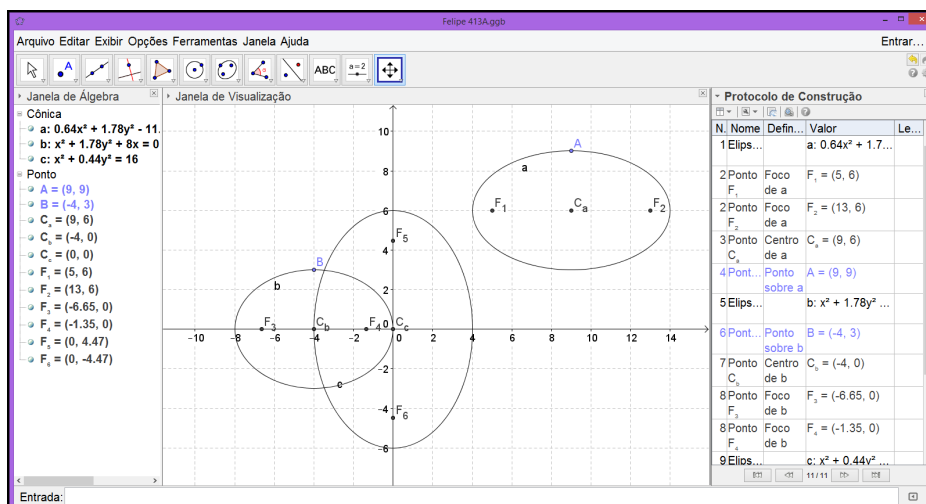 Felipe 413A.ggb
Arquivo Editar Exibir Opções Ferramentas Janela Ajuda
Entrar...
A
ABC
a=2
Janela de Álgebra
Cônica
a: 0.64x² + 1.78y² - 11.
b: x² + 1.78y² + 8x = 0
c: x² + 0.44y² = 16
Ponto
A = (9, 9)
B = (-4, 3)
Cₐ = (9, 6)
C_b = (-4, 0)
C_c = (0, 0)
F₁ = (5, 6)
F₂ = (13, 6)
F₃ = (-6.65, 0)
F₄ = (-1.35, 0)
F₅ = (0, 4.47)
F₆ = (0, -4.47)
Janela de Visualização
10
A
a
8
F₁
Cₐ
F₂
6
F₅
4
B
b
2
F₃
C_b
F₄
0
C_c
-10
-8
-6
-4
-2
0
2
4
6
8
10
12
14
c
-2
-4
F₆
-6
Protocolo de Construção
N. Nome Defin... Valor Le...
1 Elips... a: 0.64x² + 1.7...
2 Ponto Foco F₁ = (5, 6)
F₁ de a
2 Ponto Foco F₂ = (13, 6)
F₂ de a
3 Ponto Centro Cₐ = (9, 6)
Cₐ de a
4 Pont... Ponto A = (9, 9)
sobre a
5 Elips... b: x² + 1.78y² ...
6 Pont... Ponto B = (-4, 3)
sobre b
7 Ponto Centro C_b = (-4, 0)
C_b de b
8 Ponto Foco F₃ = (-6.65, 0)
F₃ de b
8 Ponto Foco F₄ = (-1.35, 0)
F₄ de b
9 Elips... c: x² + 0.44y² ...
11 / 11
Entrada: